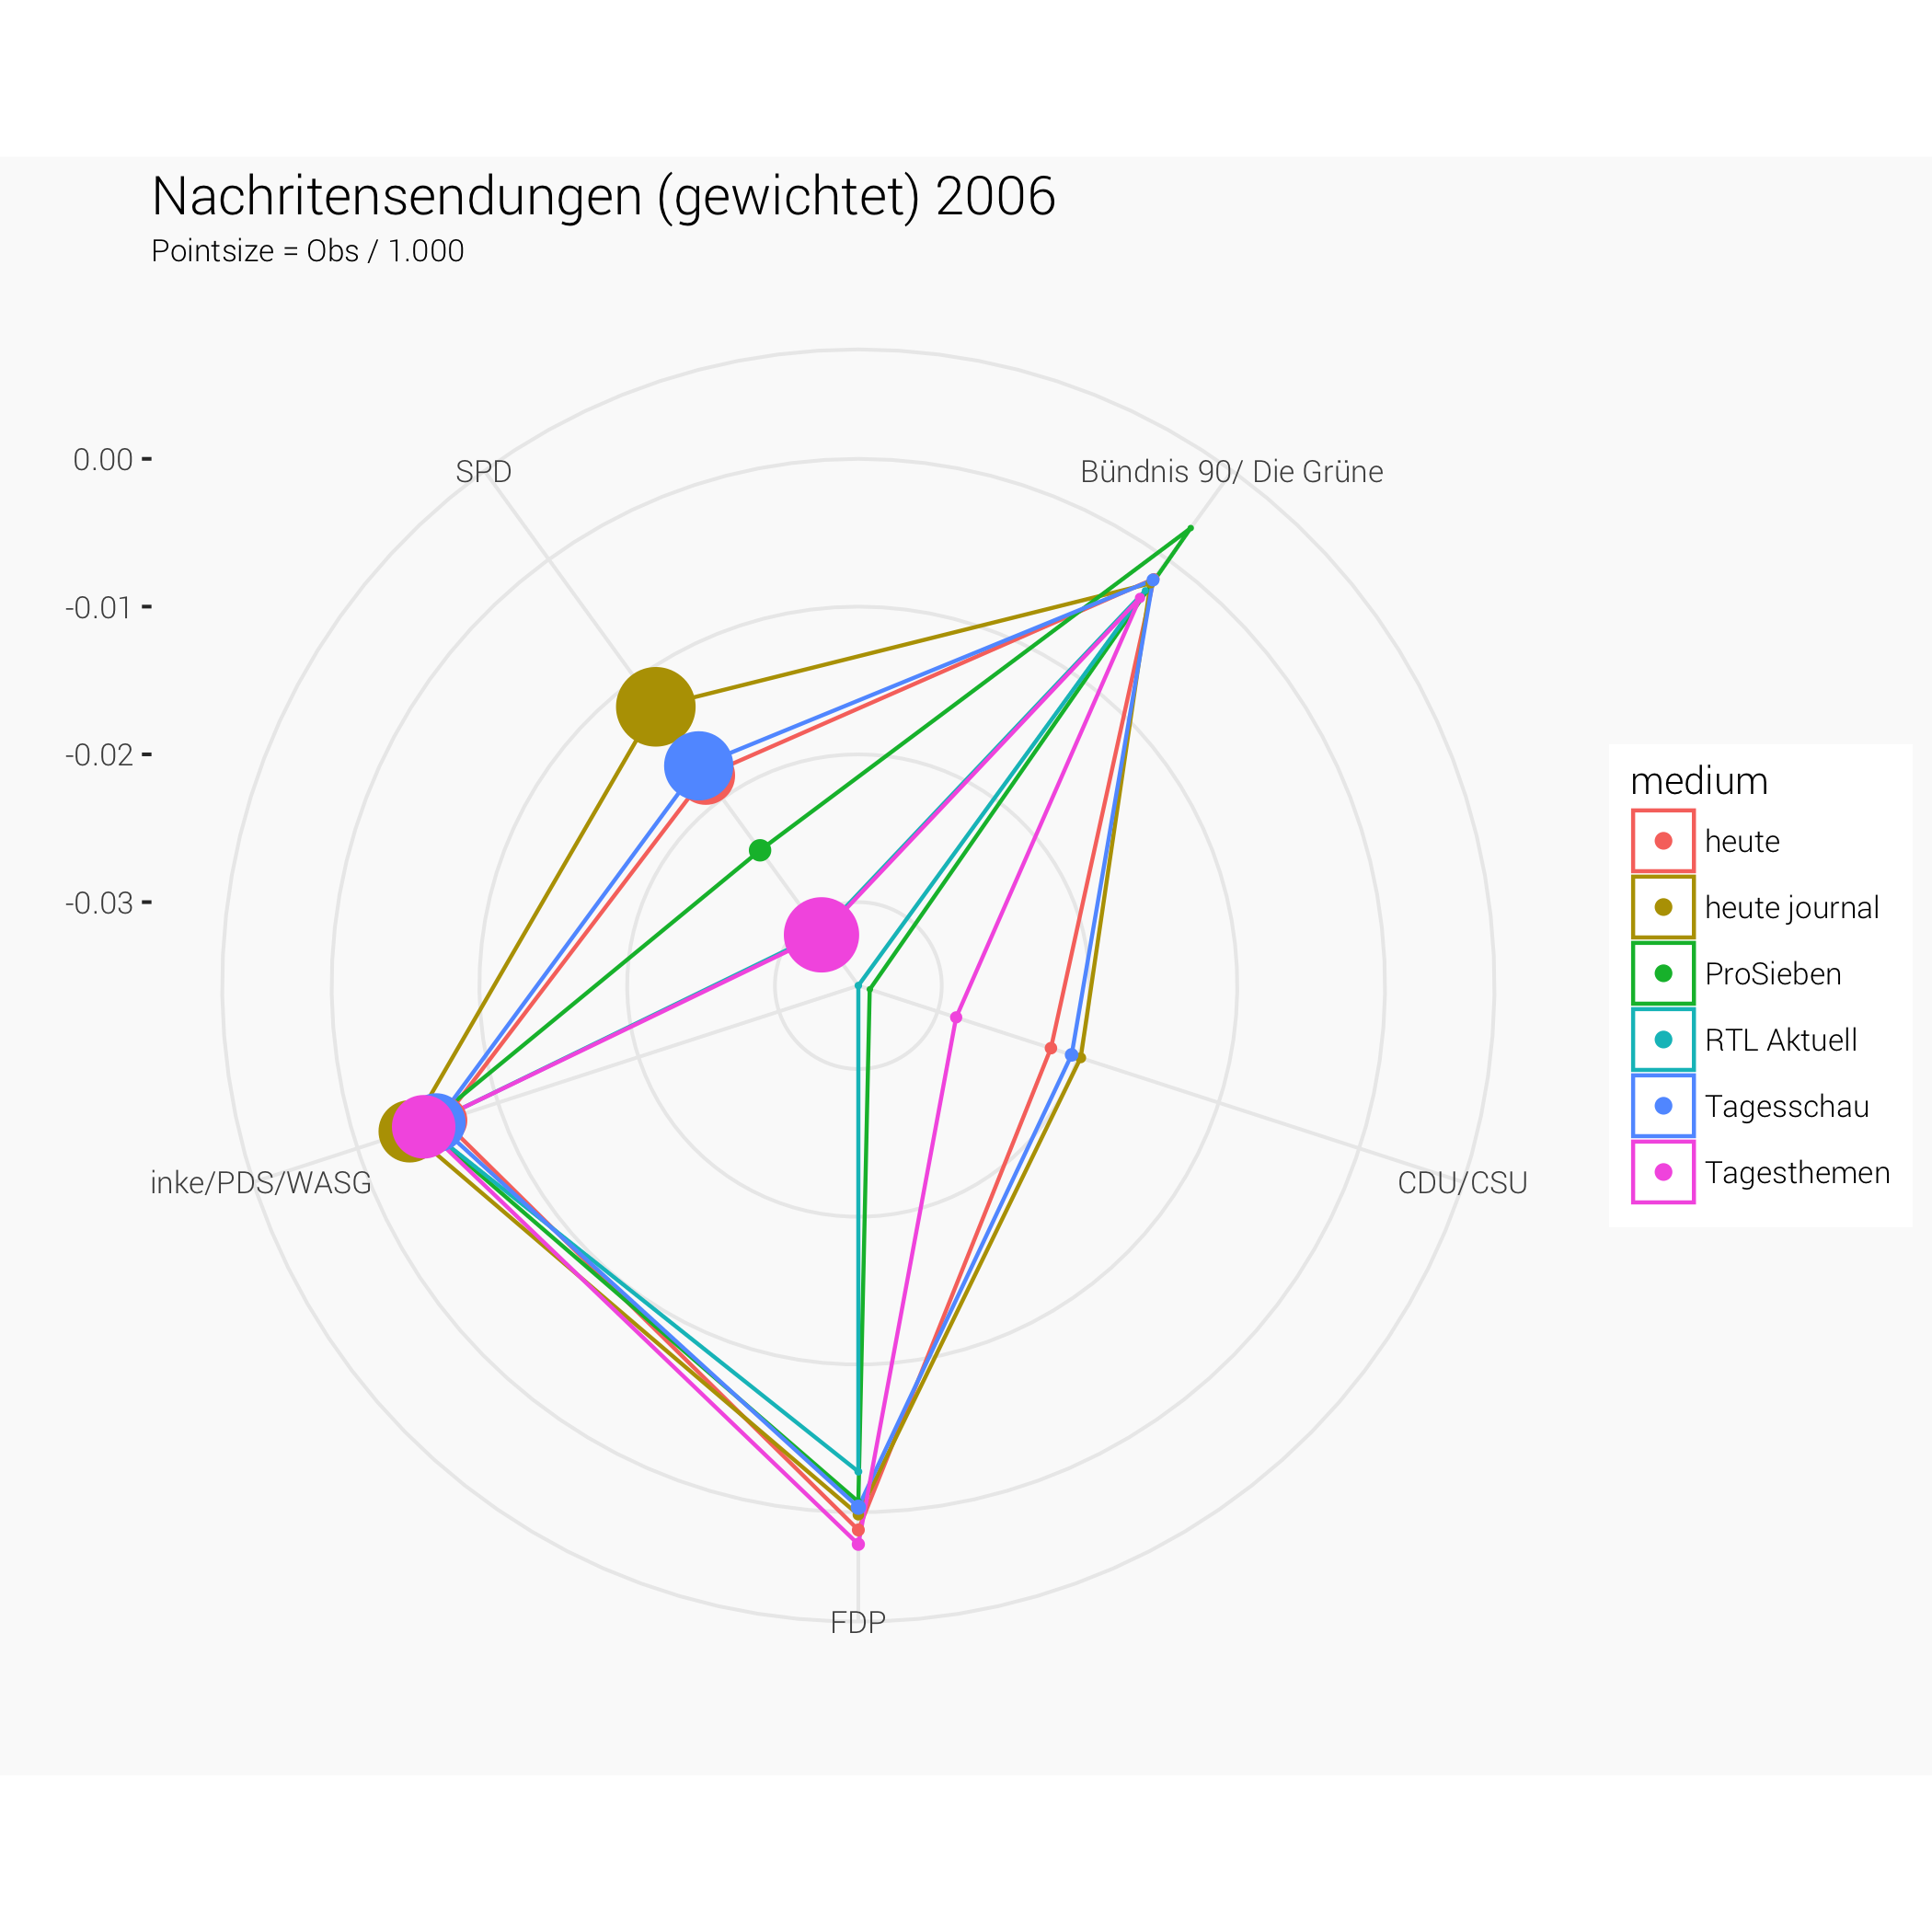 Nachritensendungen (gewichtet) 2006
Pointsize = Obs / 1.000
0.00
SPD
Bündnis 90/ Die Grüne
-0.01
-0.02
-0.03
inke/PDS/WASG
CDU/CSU
FDP
medium
heute
heute journal
ProSieben
RTL Aktuell
Tagesschau
Tagesthemen